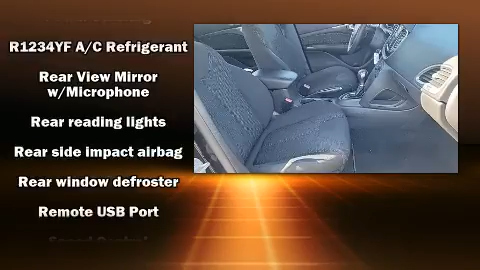 R1234YF A/C Refrigerant
Rear View Mirror
w/Microphone
Rear reading lights
Rear side impact airbag
Rear window defroster
Remote USB Port